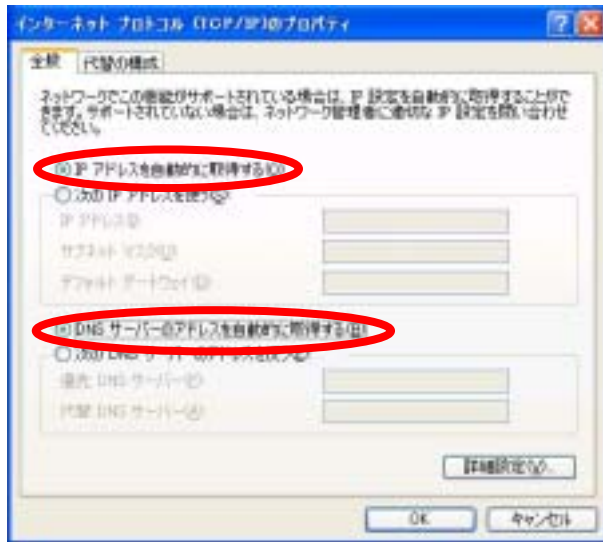 インターネット プロトコル (TCP/IP)のプロパティ
全般 代替の構成
ネットワークでこの機能がサポートされている場合は、IP 設定を自動的に取得することがで
きます。サポートされていない場合は、ネットワーク管理者に適切な IP 設定を問い合わせ
てください。
IP アドレスを自動的に取得する(O)
次の IP アドレスを使う(S)
IP アドレス(I)
サブネット マスク(U)
デフォルト ゲートウェイ(D)
DNS サーバーのアドレスを自動的に取得する(B)
次の DNS サーバーのアドレスを使う(E)
優先 DNS サーバー(P)
代替 DNS サーバー(A)
詳細設定(V)...
OK キャンセル